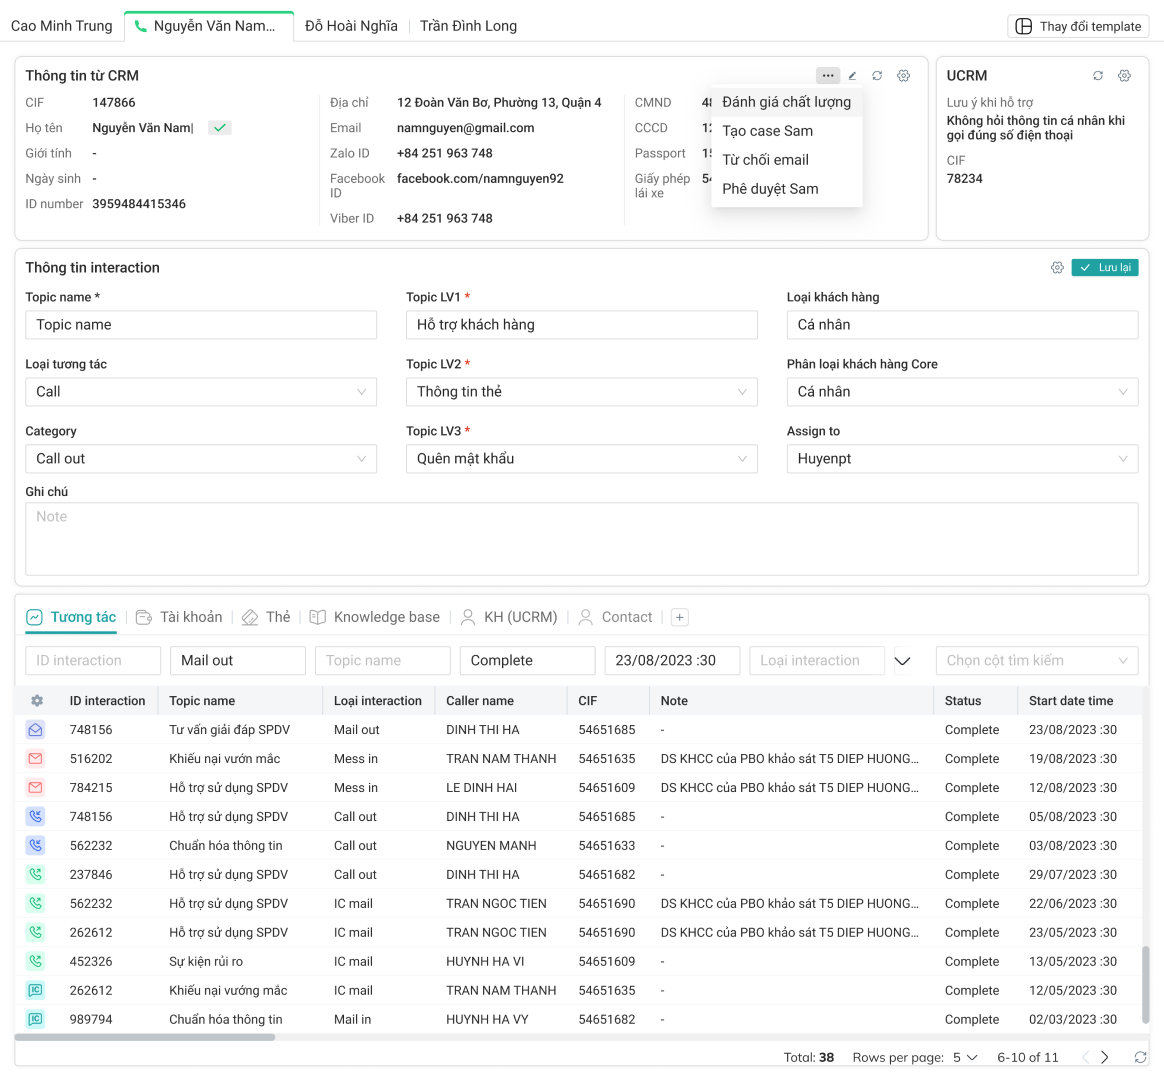 Cao Minh Trung
Nguyễn Văn Nam...
Đỗ Hoài Nghĩa
Trần Đình Long
Thay đổi template
Thông tin từ CRM
CIF 147866
Họ tên Nguyễn Văn Nam|
Giới tính -
Ngày sinh -
ID number 3959484415346
Địa chỉ 12 Đoàn Văn Bơ, Phường 13, Quận 4
Email namnguyen@gmail.com
Zalo ID +84 251 963 748
Facebook ID facebook.com/namnguyen92
Viber ID +84 251 963 748
CMND
CCCD
Passport
Giấy phép
lái xe
Đánh giá chất lượng
Tạo case Sam
Từ chối email
Phê duyệt Sam
UCRM
Lưu ý khi hỗ trợ
Không hỏi thông tin cá nhân khi
gọi đúng số điện thoại
CIF
78234
Thông tin interaction
Lưu lại
Topic name *
Topic name
Topic LV1 *
Hỗ trợ khách hàng
Loại khách hàng
Cá nhân
Loại tương tác
Call
Topic LV2 *
Thông tin thẻ
Phân loại khách hàng Core
Cá nhân
Category
Call out
Topic LV3 *
Quên mật khẩu
Assign to
Huyenpt
Ghi chú
Note
Tương tác
Tài khoản
Thẻ
Knowledge base
KH (UCRM)
Contact
ID interaction
Mail out
Topic name
Complete
23/08/2023 :30
Loại interaction
Chọn cột tìm kiếm
ID interaction Topic name Loại interaction Caller name CIF Note Status Start date time
748156 Tư vấn giải đáp SPDV Mail out DINH THI HA 54651685 - Complete 23/08/2023 :30
516202 Khiếu nại vướn mắc Mess in TRAN NAM THANH 54651635 DS KHCC của PBO khảo sát T5 DIEP HUONG... Complete 19/08/2023 :30
784215 Hỗ trợ sử dụng SPDV Mess in LE DINH HAI 54651609 DS KHCC của PBO khảo sát T5 DIEP HUONG... Complete 12/08/2023 :30
748156 Hỗ trợ sử dụng SPDV Call out DINH THI HA 54651685 - Complete 05/08/2023 :30
562232 Chuẩn hóa thông tin Call out NGUYEN MANH 54651633 - Complete 03/08/2023 :30
237846 Hỗ trợ sử dụng SPDV Call out DINH THI HA 54651682 - Complete 29/07/2023 :30
562232 Hỗ trợ sử dụng SPDV IC mail TRAN NGOC TIEN 54651690 DS KHCC của PBO khảo sát T5 DIEP HUONG... Complete 22/06/2023 :30
262612 Hỗ trợ sử dụng SPDV IC mail TRAN NGOC TIEN 54651690 DS KHCC của PBO khảo sát T5 DIEP HUONG... Complete 23/05/2023 :30
452326 Sự kiện rủi ro IC mail HUYNH HA VI 54651609 - Complete 13/05/2023 :30
IC 262612 Khiếu nại vướng mắc IC mail TRAN NAM THANH 54651635 - Complete 12/05/2023 :30
IC 989794 Chuẩn hóa thông tin Mail in HUYNH HA VY 54651682 - Complete 02/03/2023 :30
Total: 38 Rows per page: 5 6-10 of 11